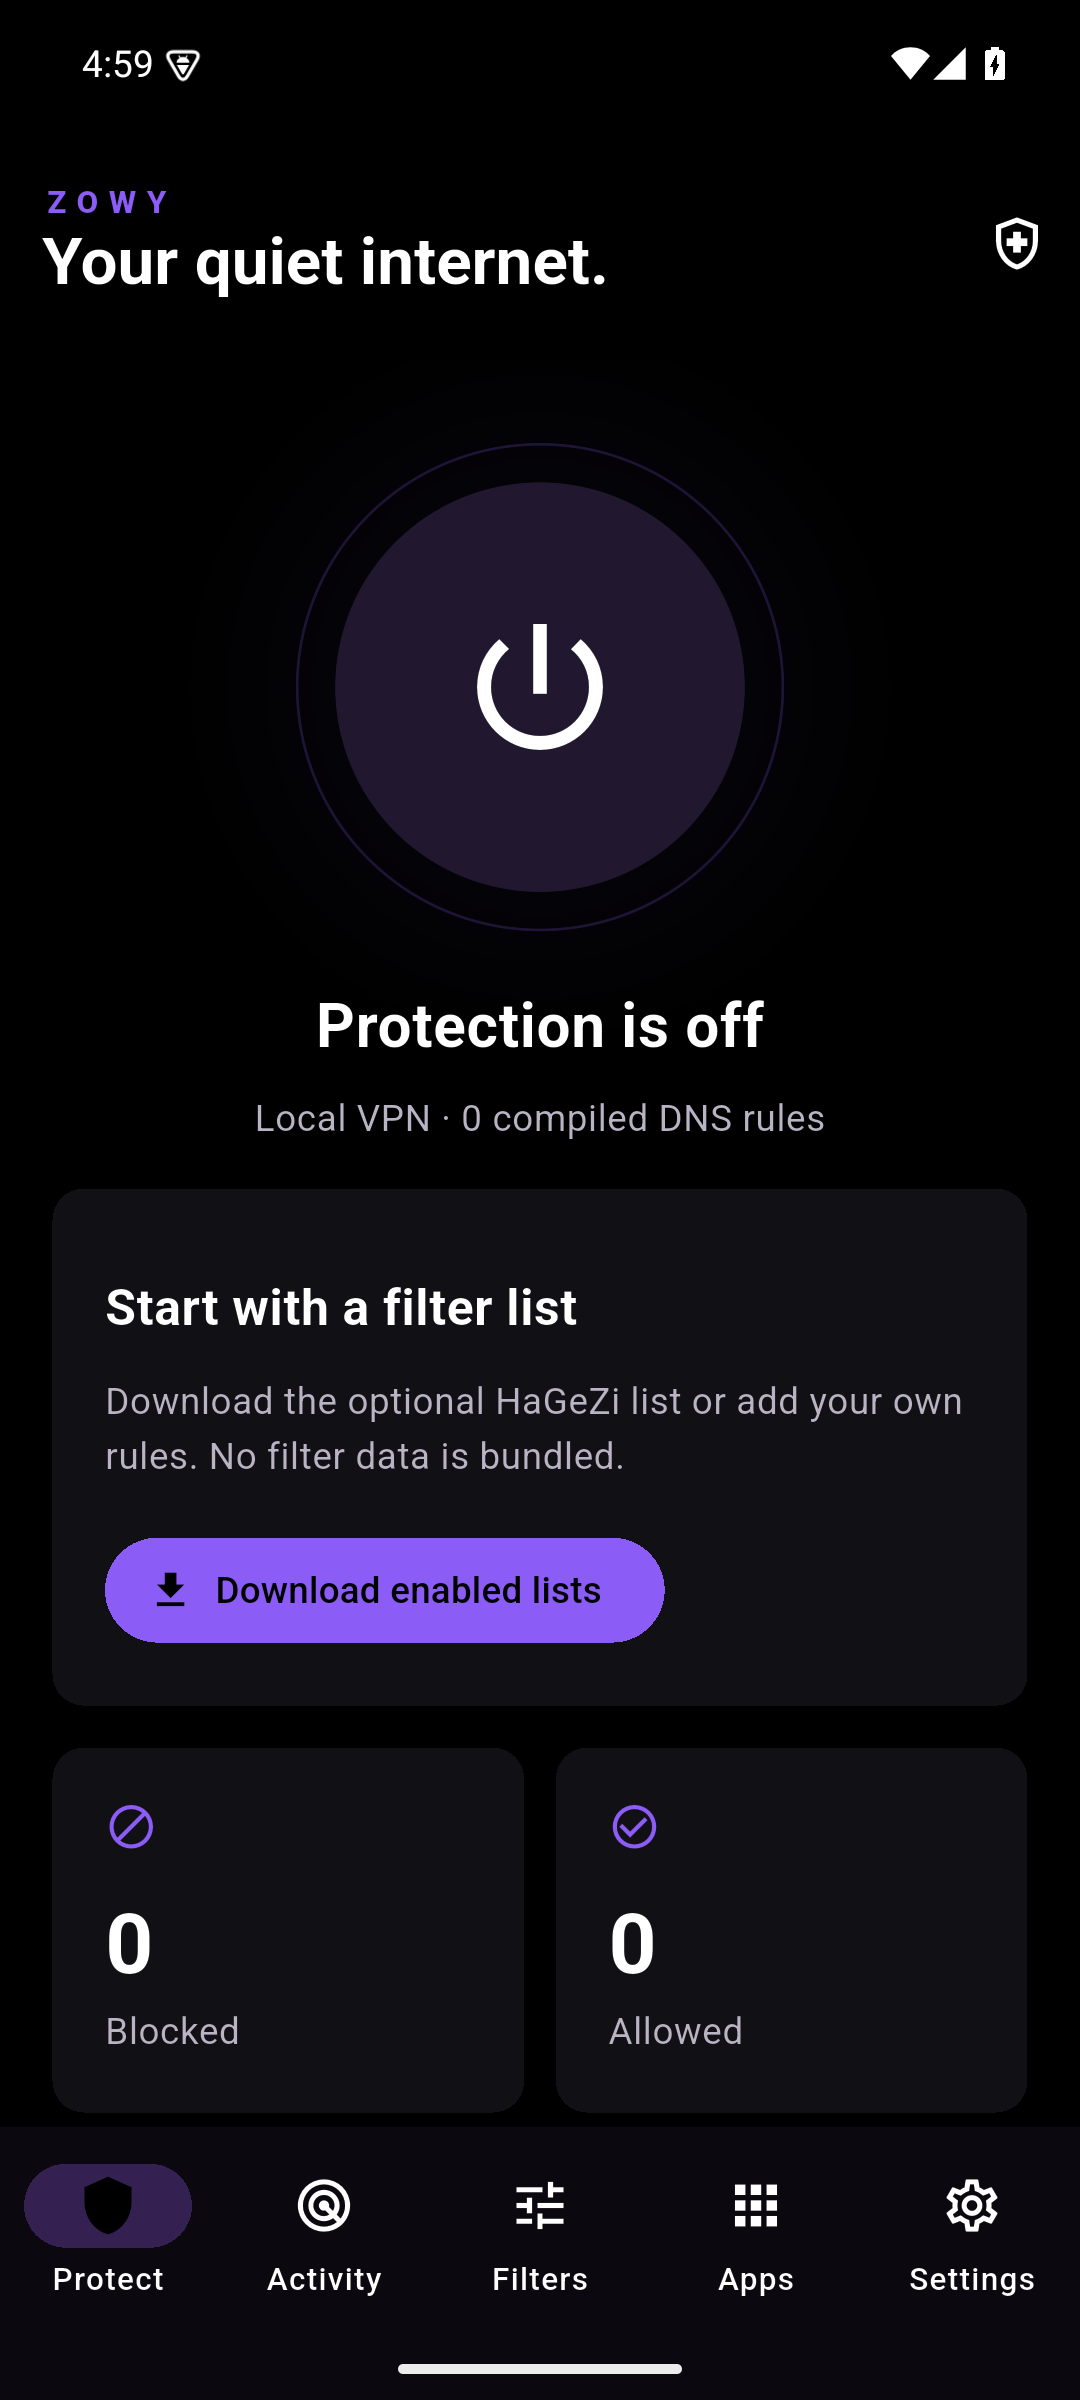 4:59
ZOWY
Your quiet internet.
Protection is off
Local VPN · 0 compiled DNS rules
Start with a filter list
Download the optional HaGeZi list or add your own
rules. No filter data is bundled.
Download enabled lists
0
Blocked
0
Allowed
Protect
Activity
Filters
Apps
Settings